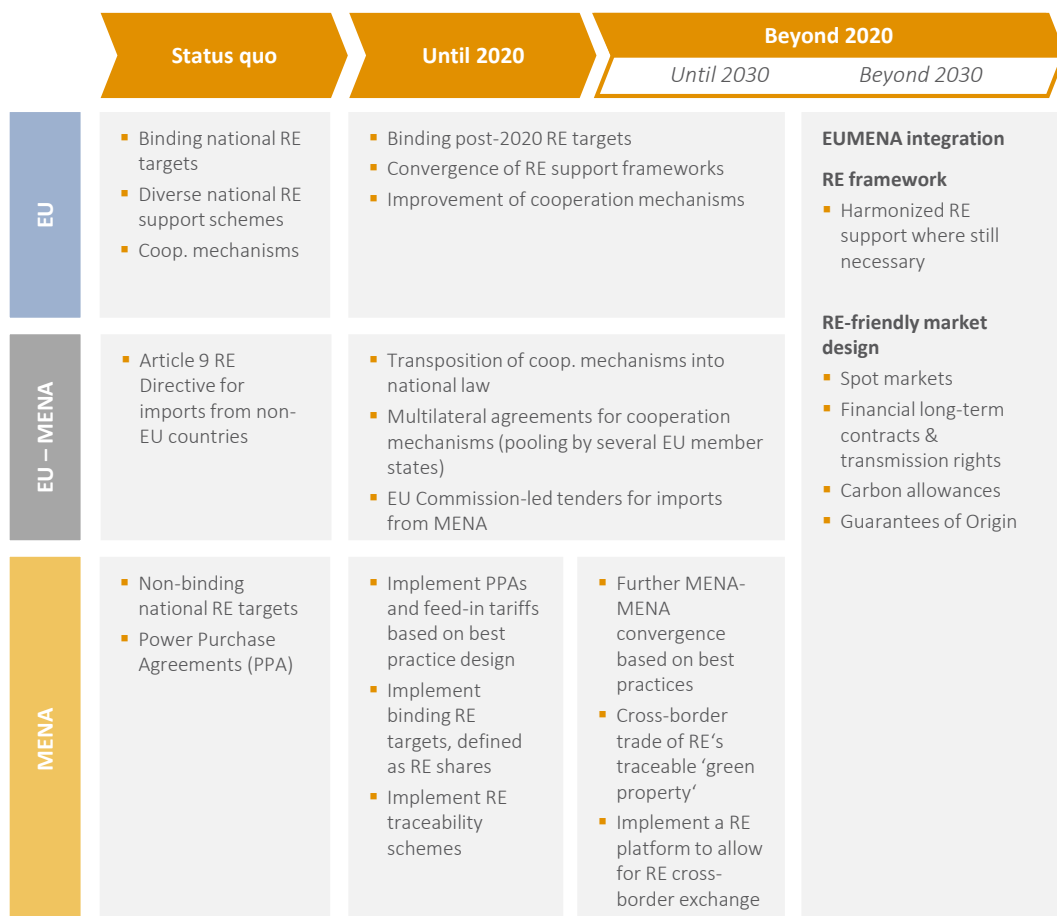 Status quo
Until 2020
Beyond 2020
Until 2030
Beyond 2030
EU
▪ Binding national RE
targets
▪ Diverse national RE
support schemes
▪ Coop. mechanisms
▪ Binding post-2020 RE targets
▪ Convergence of RE support frameworks
▪ Improvement of cooperation mechanisms
EUMENA integration
RE framework
▪ Harmonized RE
support where still
necessary
RE-friendly market
design
▪ Spot markets
▪ Financial long-term
contracts &
transmission rights
▪ Carbon allowances
▪ Guarantees of Origin
EU – MENA
▪ Article 9 RE
Directive for
imports from non-
EU countries
▪ Transposition of coop. mechanisms into
national law
▪ Multilateral agreements for cooperation
mechanisms (pooling by several EU member
states)
▪ EU Commission-led tenders for imports
from MENA
MENA
▪ Non-binding
national RE targets
▪ Power Purchase
Agreements (PPA)
▪ Implement PPAs
and feed-in tariffs
based on best
practice design
▪ Implement
binding RE
targets, defined
as RE shares
▪ Implement RE
traceability
schemes
▪ Further MENA-
MENA
convergence
based on best
practices
▪ Cross-border
trade of RE‘s
traceable ‘green
property‘
▪ Implement a RE
platform to allow
for RE cross-
border exchange